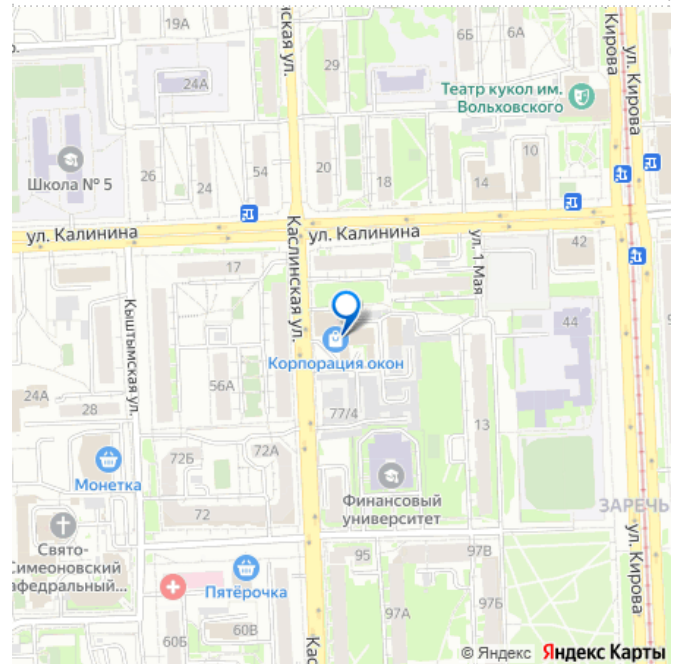 19А
Каслинская ул.
6Б
6А
Кирова
ул. Кирова
29
24А
Театр кукол им.
Вольховского
Школа № 5
26
24
54
20
18
14
10
ул. Калинина
ул. Калинина
ул. 1 Мая
42
17
Каслинская ул.
Кыштымская ул.
44
Корпорация окон
56А
24А
28
77/4
13
72Б
72А
Монетка
72
Финансовый
университет
ЗАРЕЧЬ
Свято-
Симеоновский
афедральный...
95
97В
ул. Кирова
Пятёрочка
60Б
60В
97А
97Б
Кас
© Яндекс Яндекс Карты